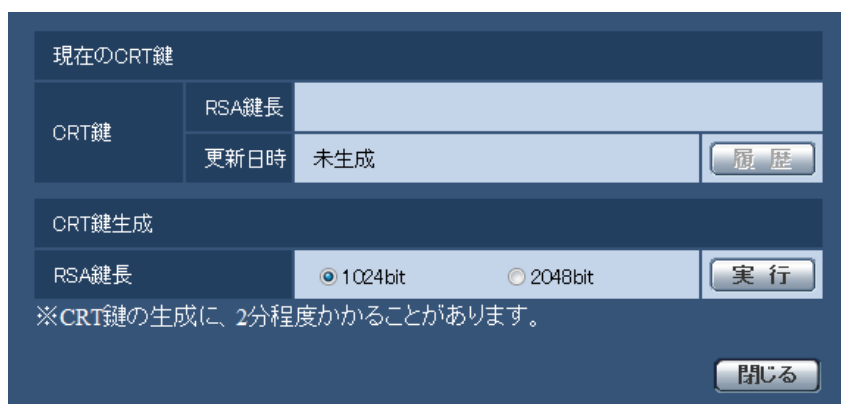 現在のCRT鍵
CRT鍵
RSA鍵長
更新日時 未生成 履歴
CRT鍵生成
RSA鍵長 1024bit 2048bit 実行
※CRT鍵の生成に、2分程度かかることがあります。
閉じる